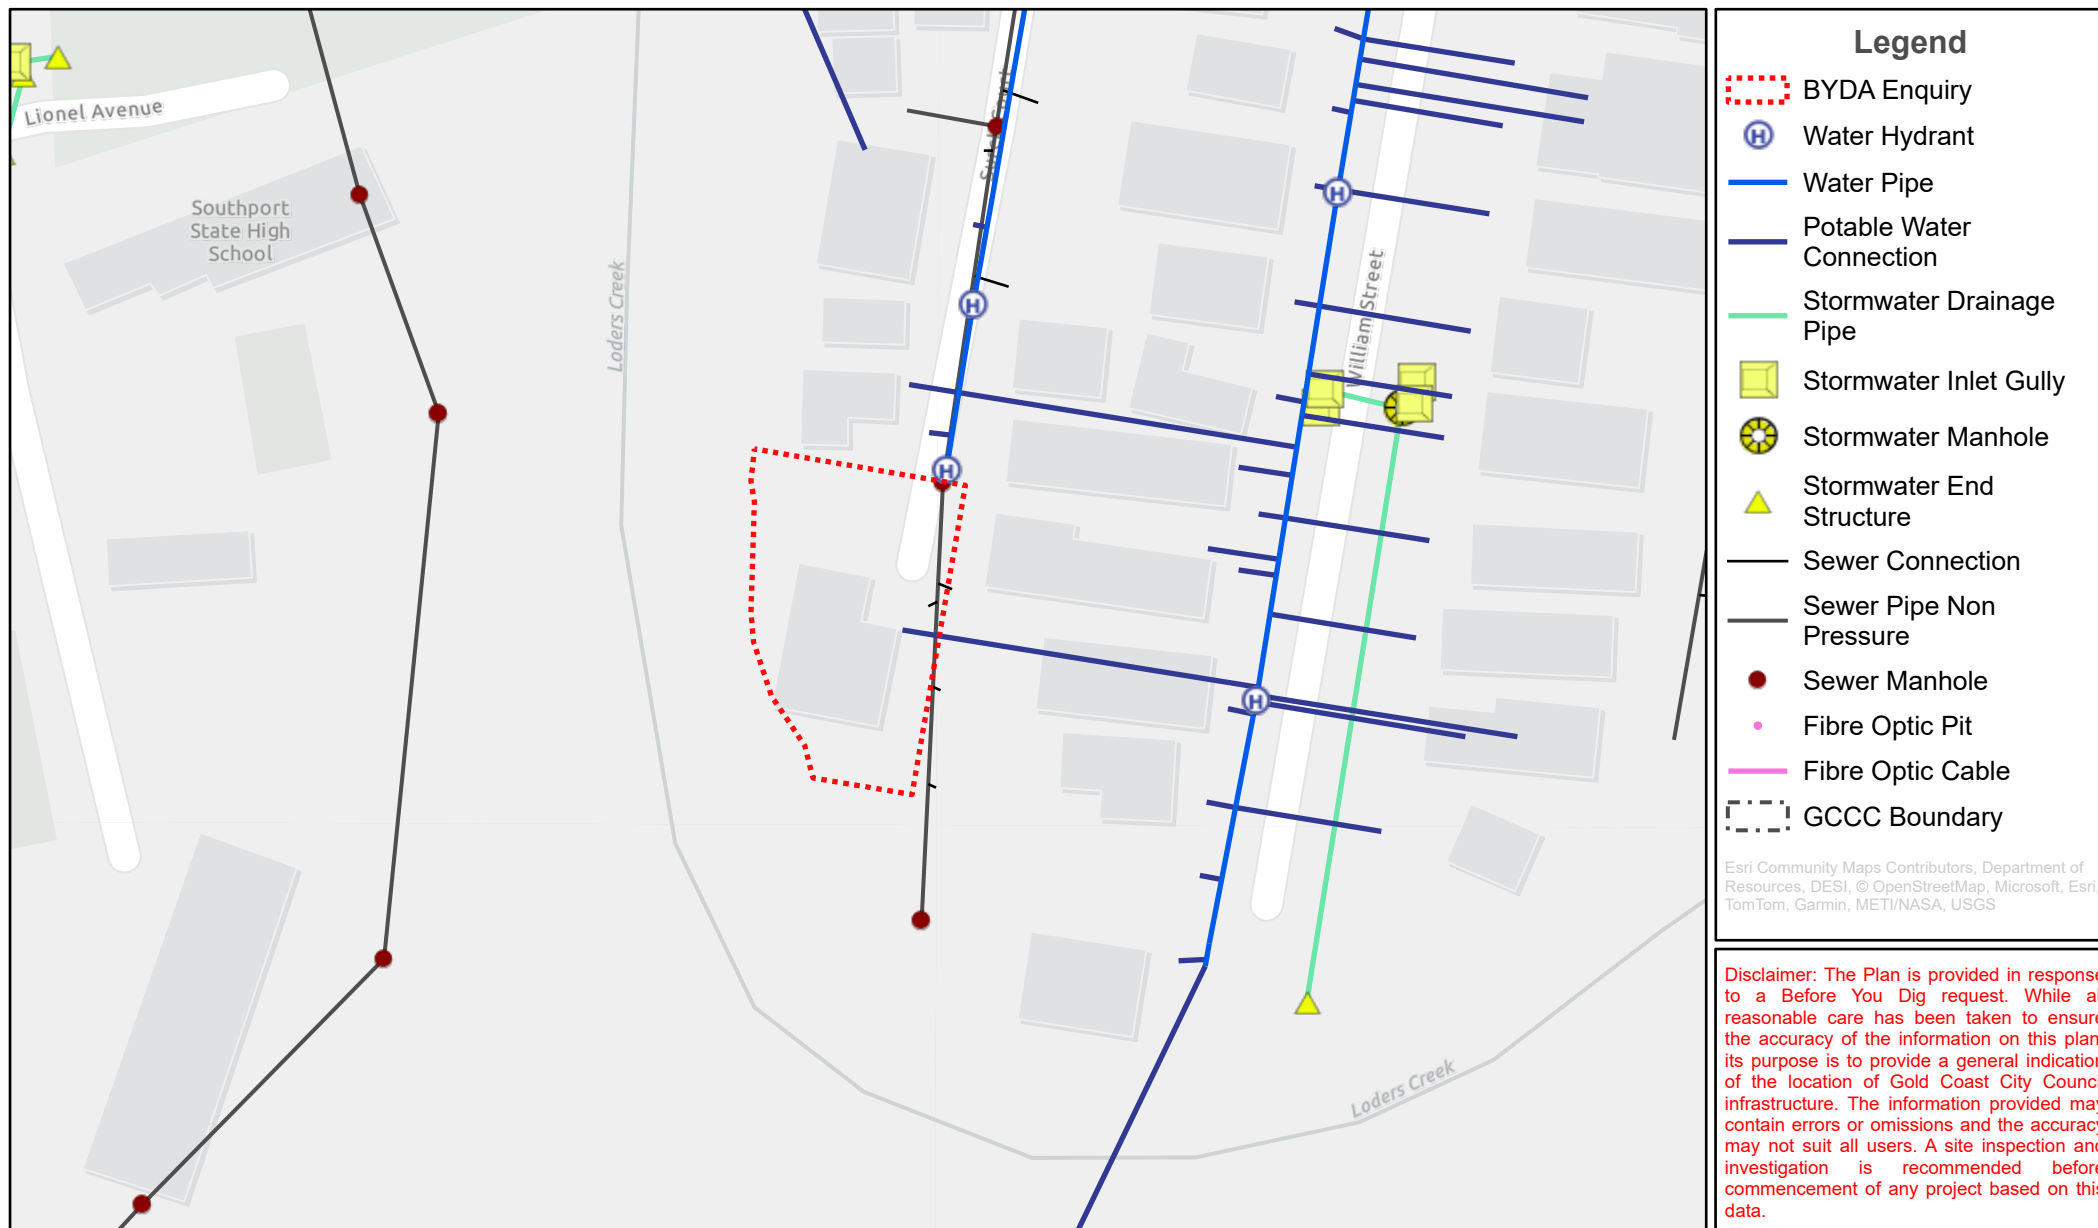 Lionel Avenue
Southport
State High
School
Loders Creek
William Street
Loders Creek
H
H
H
H
Legend
BYDA Enquiry
H Water Hydrant
Water Pipe
Potable Water
Connection
Stormwater Drainage
Pipe
Stormwater Inlet Gully
Stormwater Manhole
Stormwater End
Structure
Sewer Connection
Sewer Pipe Non
Pressure
Sewer Manhole
Fibre Optic Pit
Fibre Optic Cable
GCCC Boundary
Esri Community Maps Contributors, Department of
Resources, DESI, © OpenStreetMap, Microsoft, Esri,
TomTom, Garmin, METI/NASA, USGS
Disclaimer: The Plan is provided in response
to a Before You Dig request. While al
reasonable care has been taken to ensure
the accuracy of the information on this plan
its purpose is to provide a general indication
of the location of Gold Coast City Counc
infrastructure. The information provided may
contain errors or omissions and the accuracy
may not suit all users. A site inspection and
investigation is recommended before
commencement of any project based on this
data.